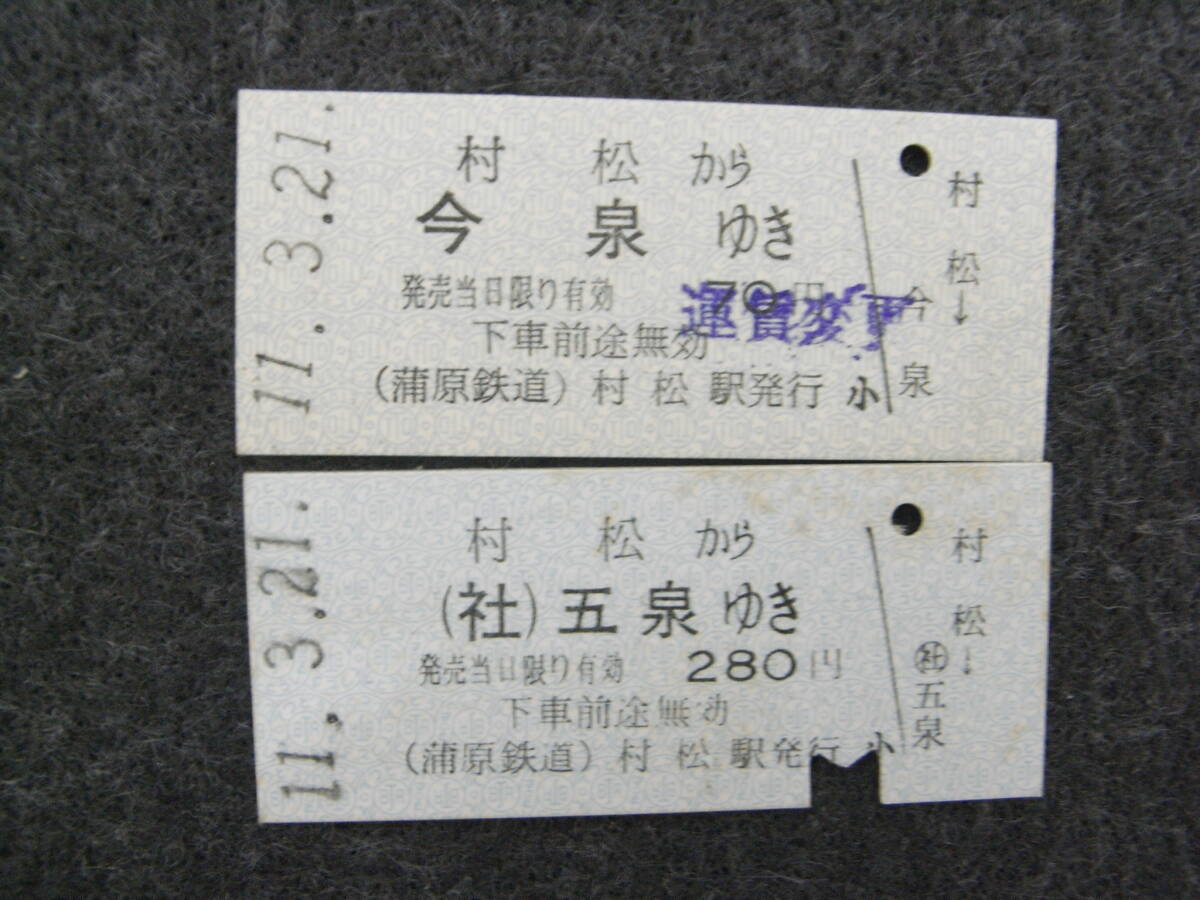 11. 3.21.
村松から
今泉ゆき
発売当日限り有効 70円
運賃変更
下車前途無効
(蒲原鉄道) 村松駅発行 小
村松→
今泉
11. 3.21.
村松から
(社)五泉ゆき
発売当日限り有効 280円
下車前途無効
(蒲原鉄道) 村松駅発行 小
村松→
㊓五泉